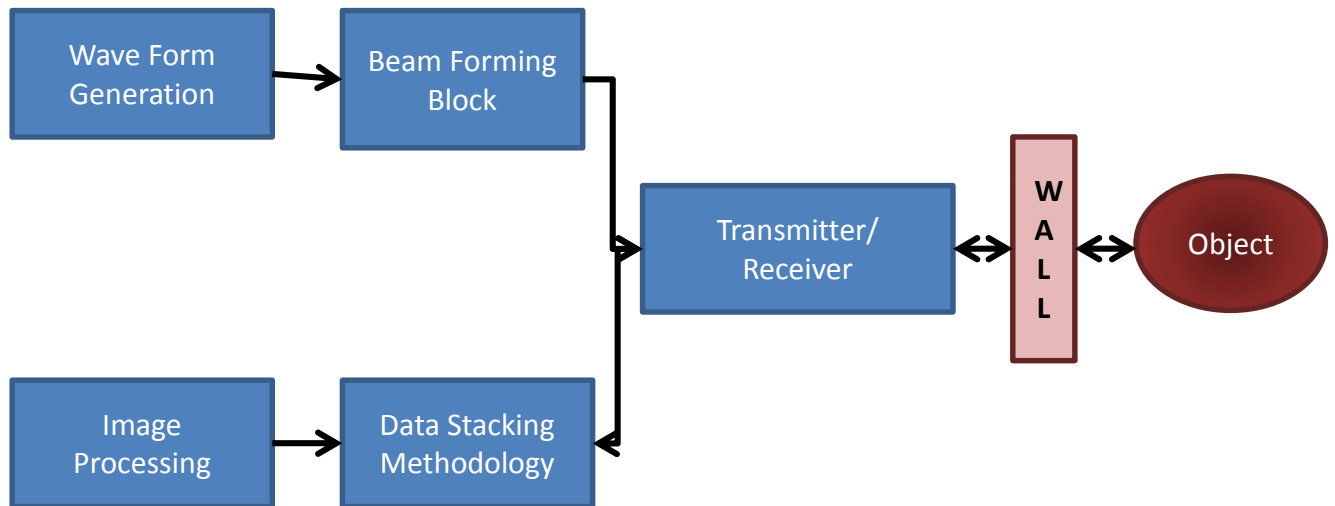 Wave Form
Generation
Beam Forming
Block
Transmitter/
Receiver
W
A
L
L
Object
Image
Processing
Data Stacking
Methodology